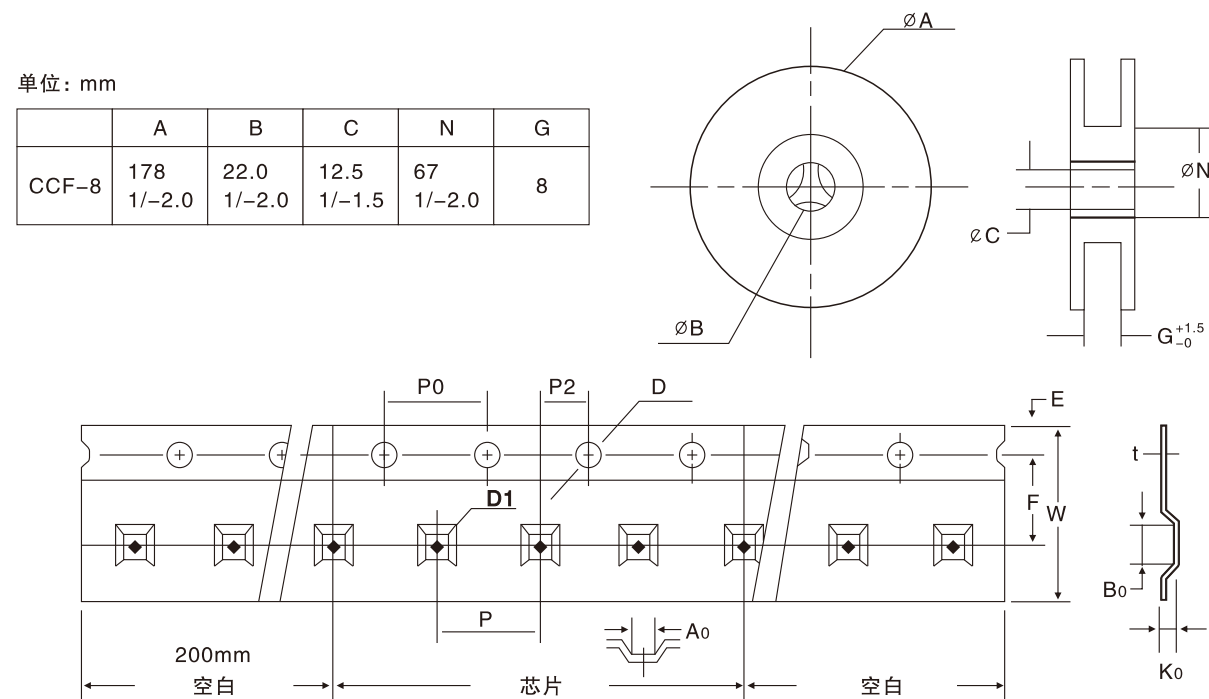 单位: mm
A B C N G
CCF-8
178
1/-2.0
22.0
1/-2.0
12.5
1/-1.5
67
1/-2.0
8
ØA
ØB
ØC
ØN
G +1.5 -0
P0
P2
D
E
D1
F
W
t
B0
P
A0
K0
200mm
空白
芯片
空白